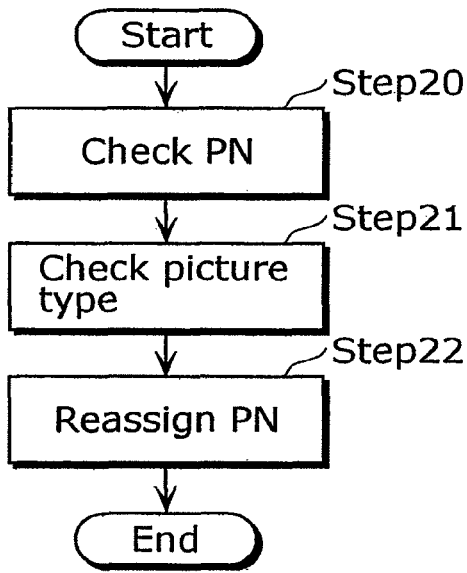 Start
Step20
Check PN
Step21
Check picture
type
Step22
Reassign PN
End